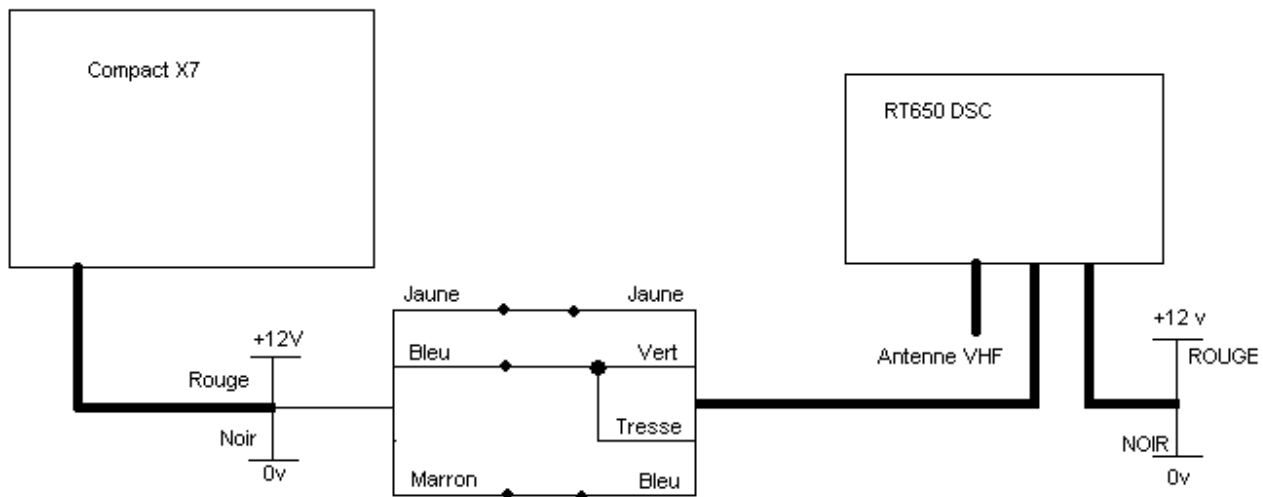 Compact X7
RT650 DSC
Jaune Jaune
+12V
Bleu Vert
Rouge
Noir
0v
Tresse
Marron Bleu
Antenne VHF
+12 v
ROUGE
NOIR
0v